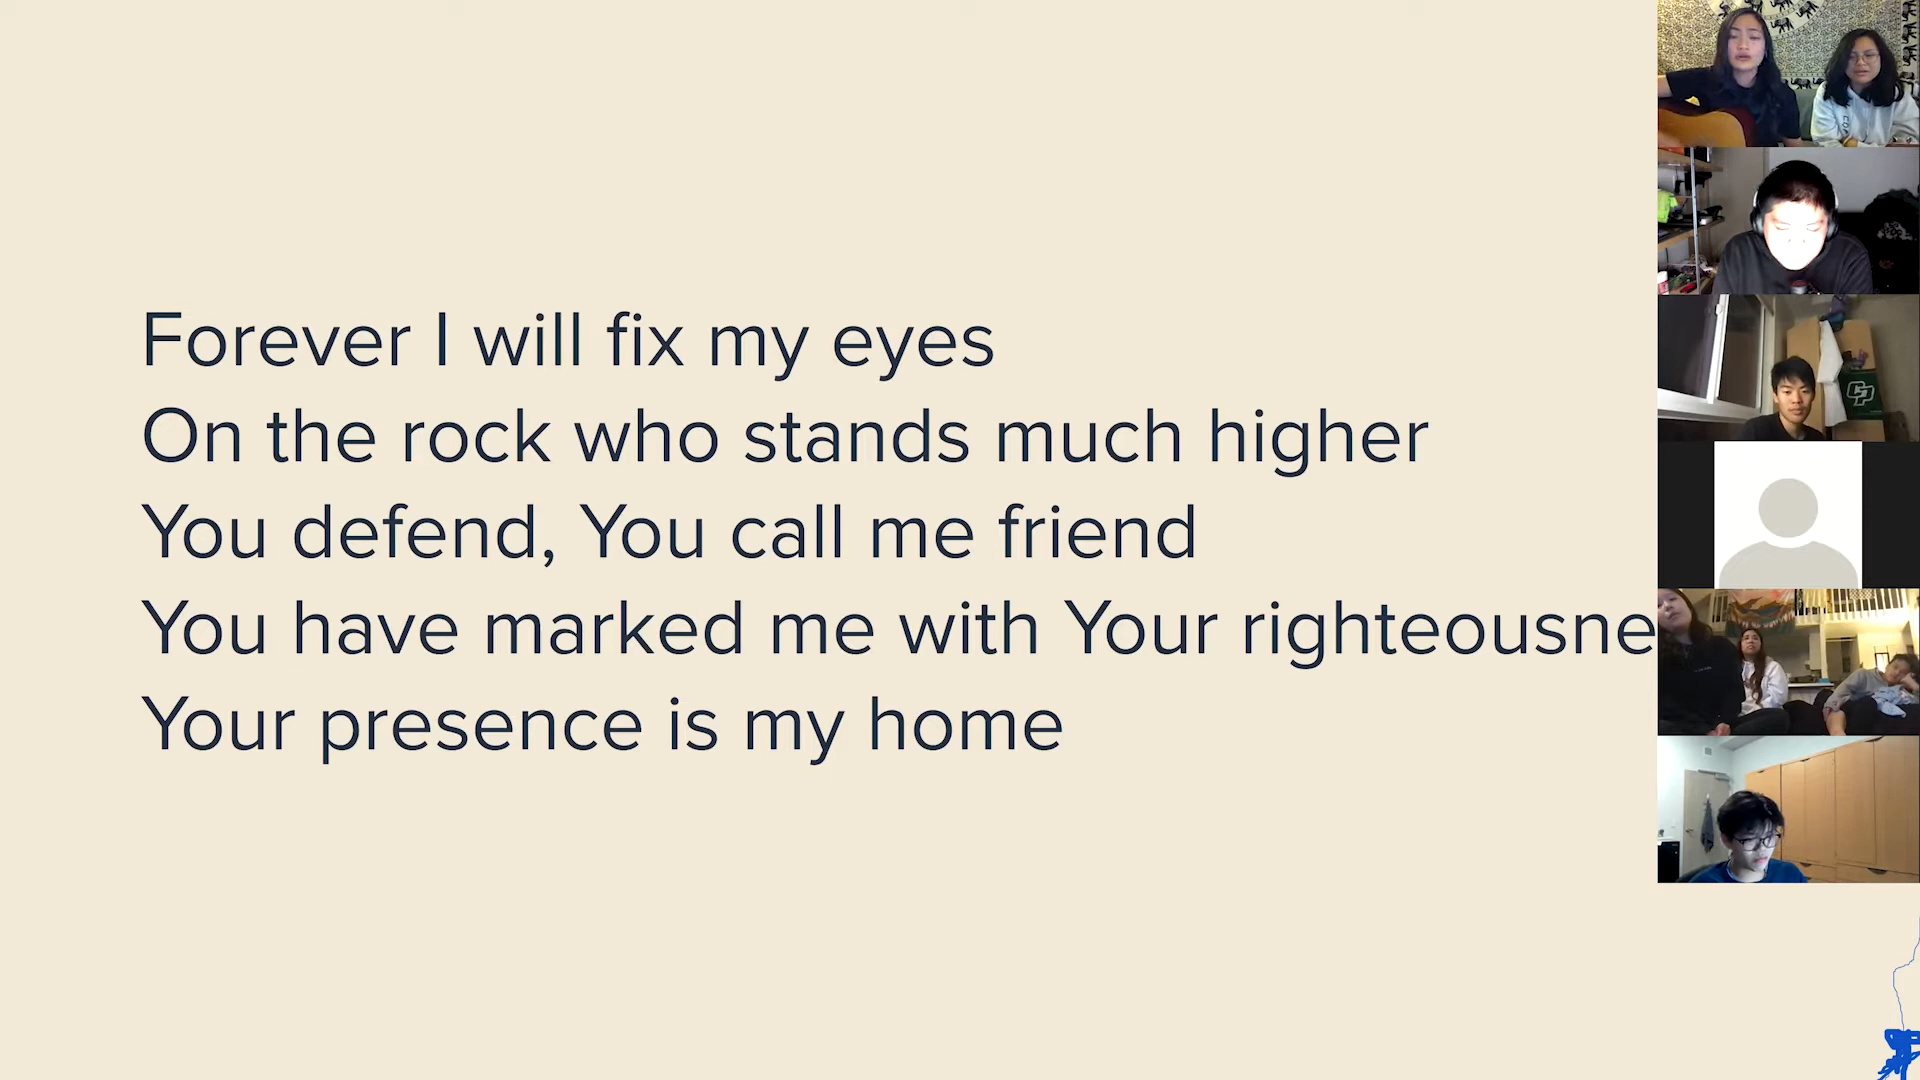 Forever I will fix my eyes
On the rock who stands much higher
You defend, You call me friend
You have marked me with Your righteousne
Your presence is my home
CP